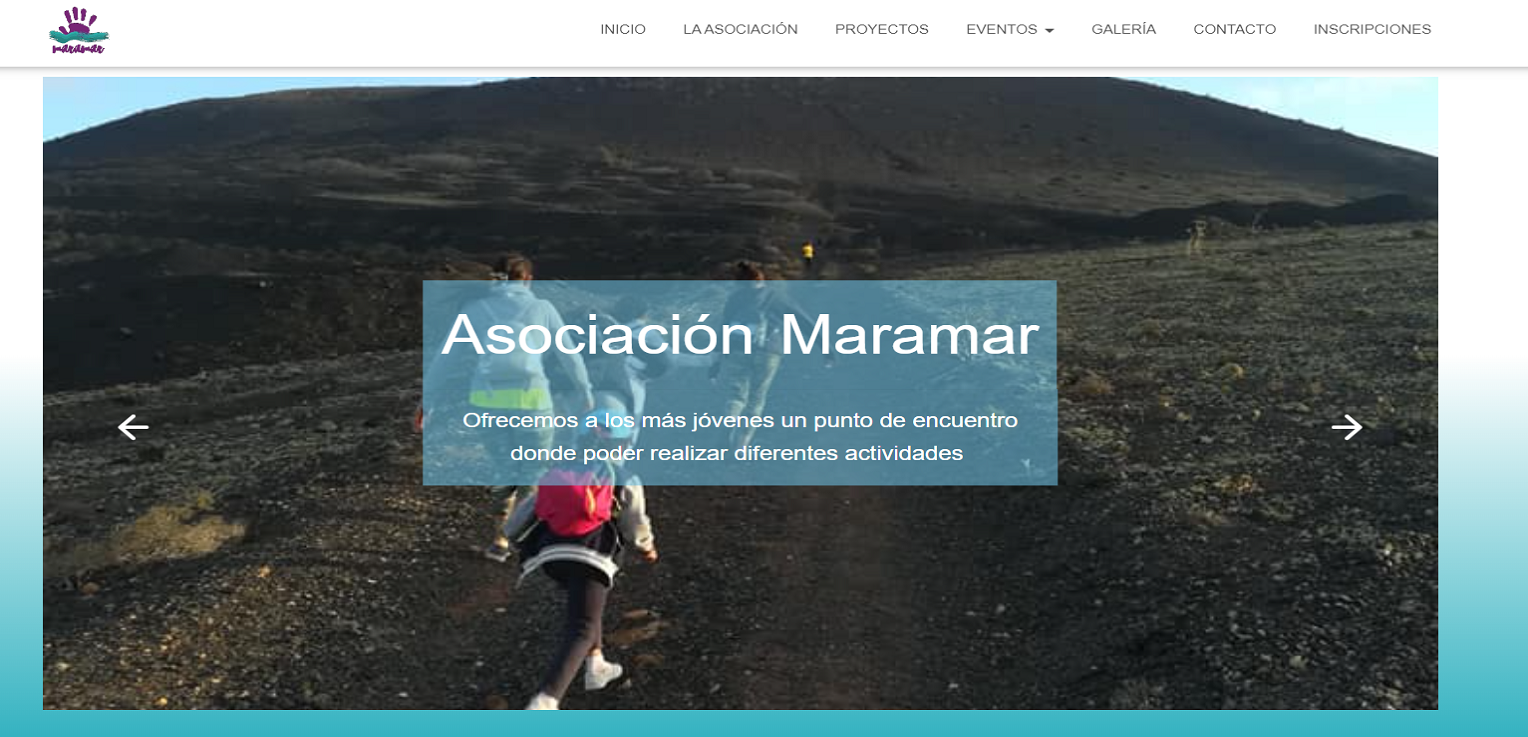 maramar
INICIO LA ASOCIACIÓN PROYECTOS EVENTOS GALERÍA CONTACTO INSCRIPCIONES
Asociación Maramar
Ofrecemos a los más jóvenes un punto de encuentro
donde poder realizar diferentes actividades